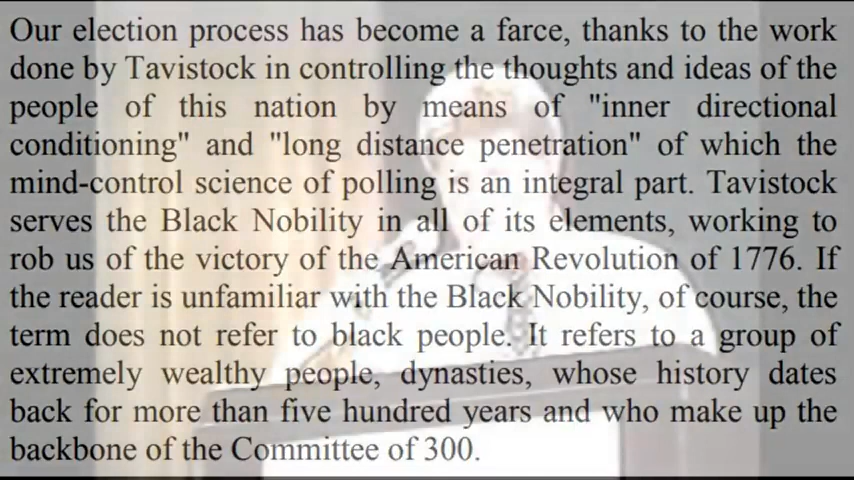 Our election process has become a farce, thanks to the work
done by Tavistock in controlling the thoughts and ideas of the
people of this nation by means of "inner directional
conditioning" and "long distance penetration" of which the
mind-control science of polling is an integral part. Tavistock
serves the Black Nobility in all of its elements, working to
rob us of the victory of the American Revolution of 1776. If
the reader is unfamiliar with the Black Nobility, of course, the
term does not refer to black people. It refers to a group of
extremely wealthy people, dynasties, whose history dates
back for more than five hundred years and who make up the
backbone of the Committee of 300.